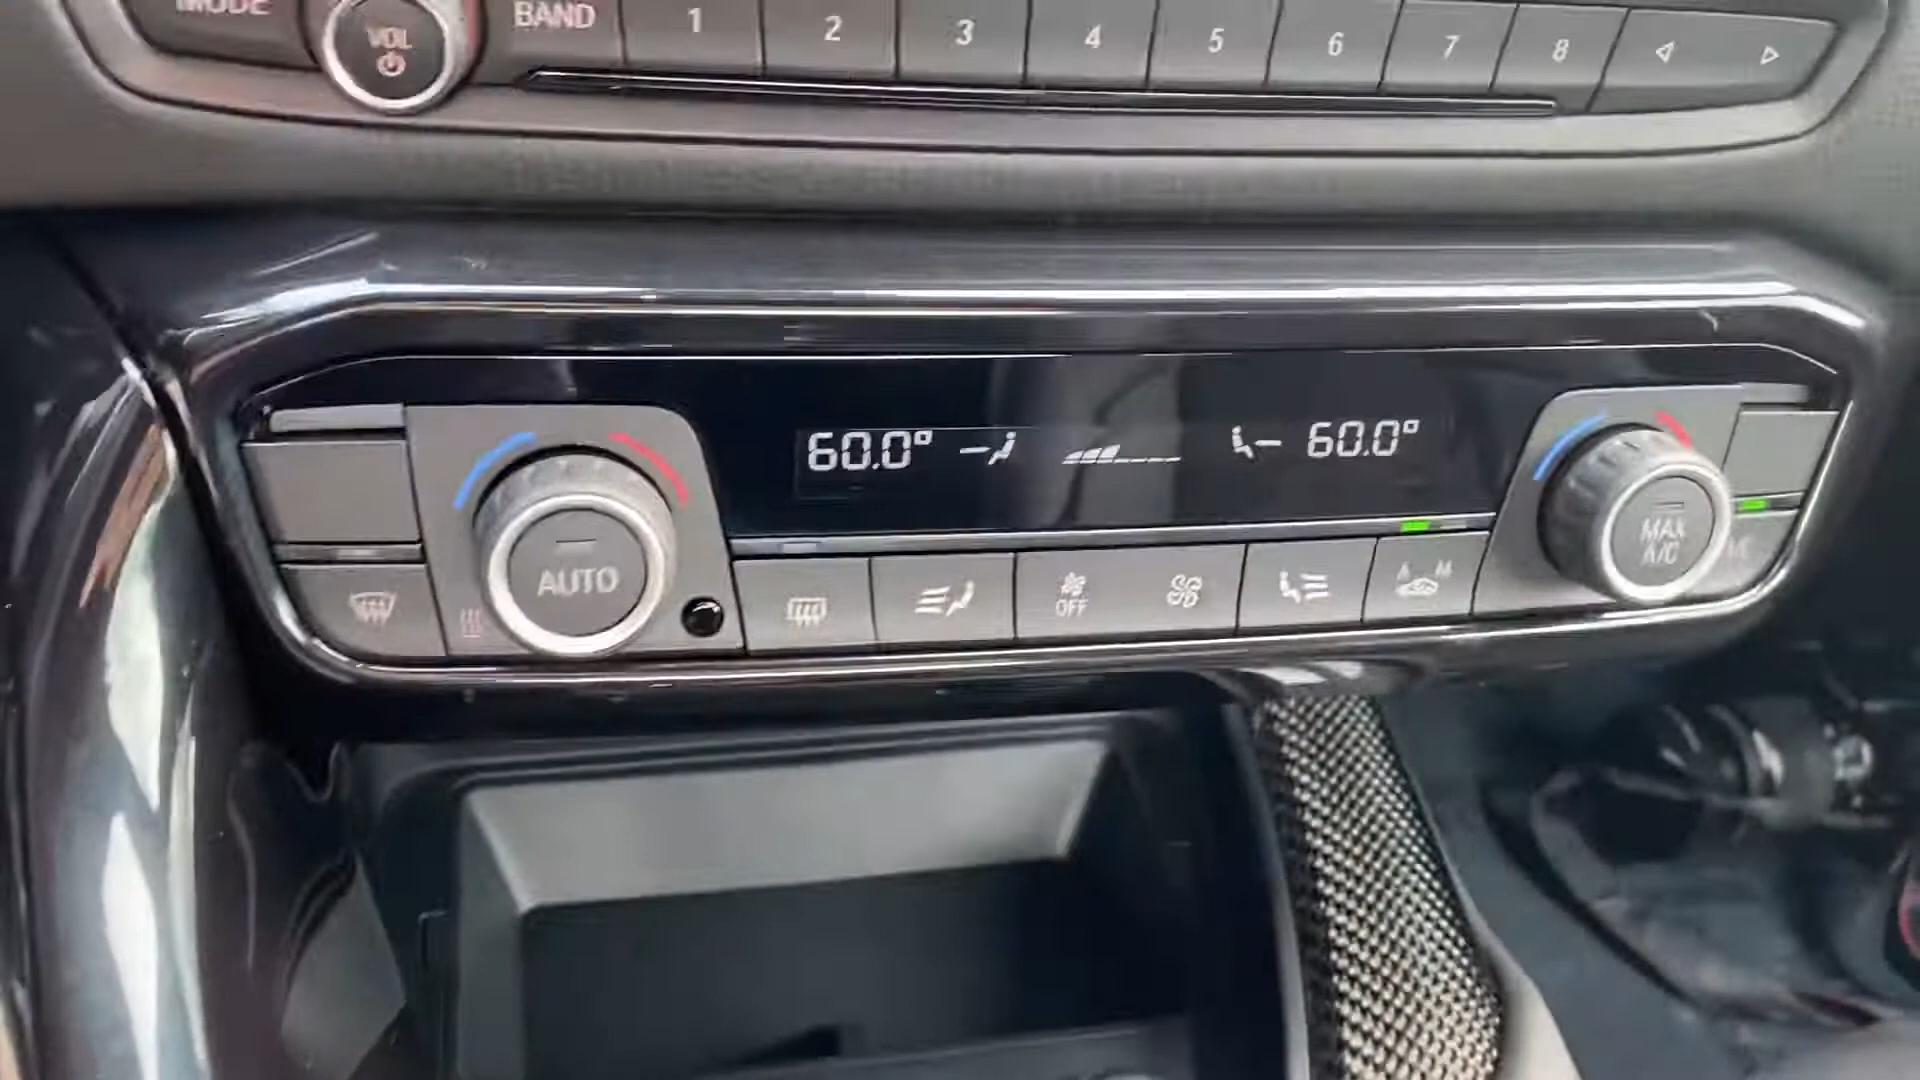 MODE
VOL
BAND
1 2 3 4 5 6 7 8
60.0° 60.0°
AUTO
OFF
A M
MAX
A/C